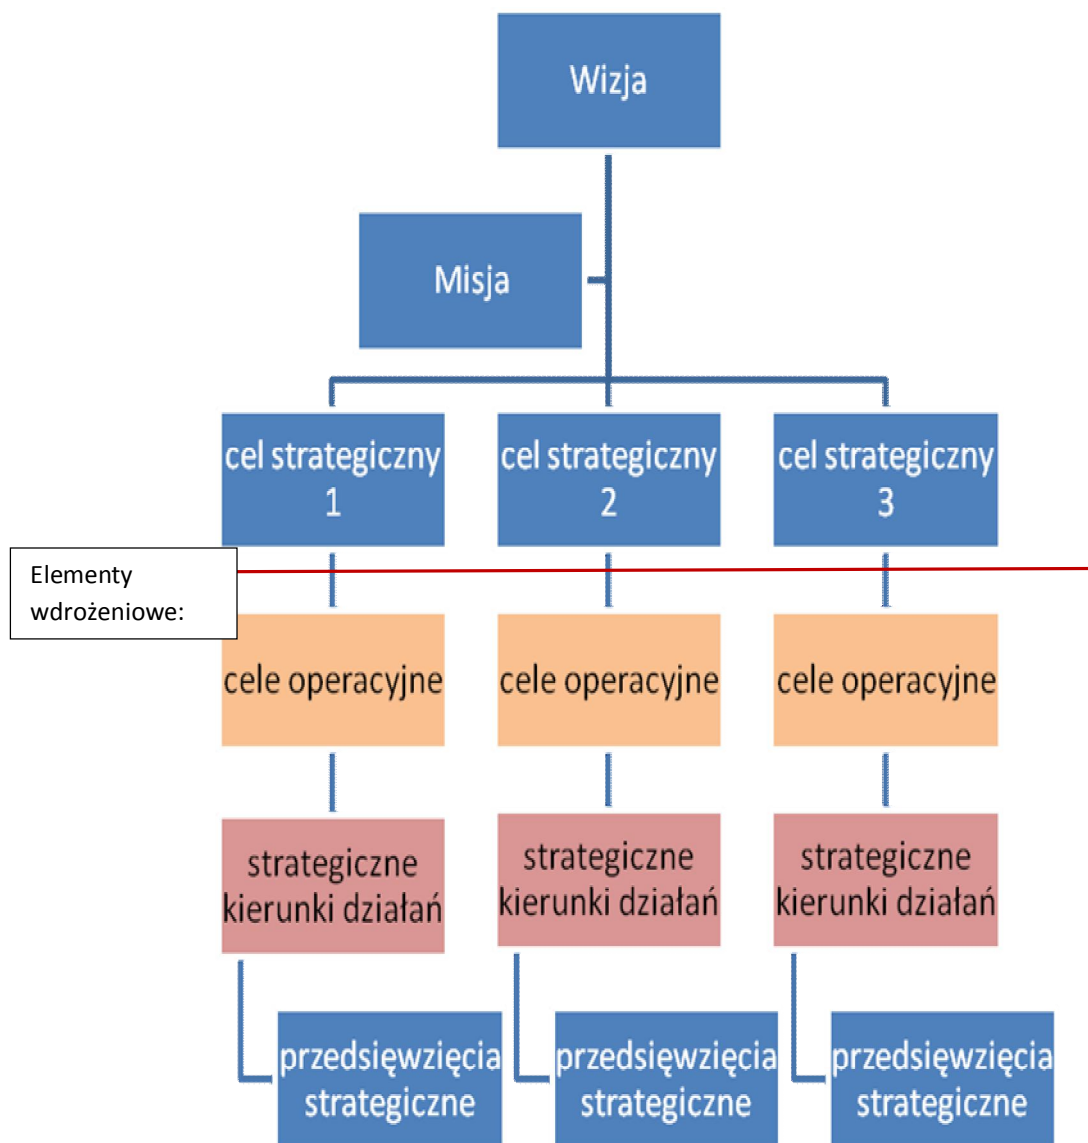 Wizja
Misja
cel strategiczny
1
cel strategiczny
2
cel strategiczny
3
Elementy
wdrożeniowe:
cele operacyjne
cele operacyjne
cele operacyjne
strategiczne
kierunki działań
strategiczne
kierunki działań
strategiczne
kierunki działań
przedsięwzięcia
strategiczne
przedsięwzięcia
strategiczne
przedsięwzięcia
strategiczne